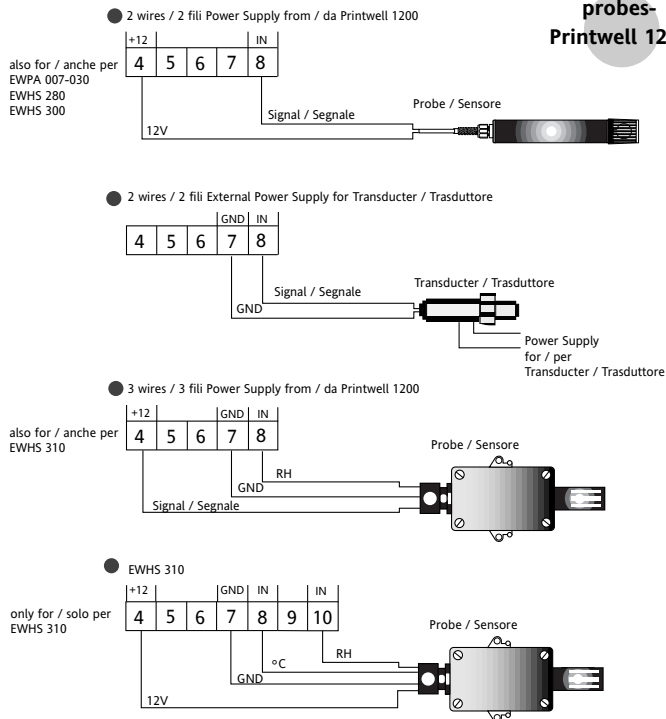 probes-
Printwell 12
2 wires / 2 fili Power Supply from / da Printwell 1200
+12 IN
4 5 6 7 8
also for / anche per
EWPA 007-030
EWHS 280
EWHS 300
Signal / Segnale
12V
Probe / Sensore
2 wires / 2 fili External Power Supply for Transducter / Trasduttore
GND IN
4 5 6 7 8
Signal / Segnale
GND
Transducter / Trasduttore
Power Supply
for / per
Transducter / Trasduttore
3 wires / 3 fili Power Supply from / da Printwell 1200
+12 GND IN
4 5 6 7 8
also for / anche per
EWHS 310
RH
GND
Signal / Segnale
Probe / Sensore
EWHS 310
+12 GND IN IN
4 5 6 7 8 9 10
only for / solo per
EWHS 310
RH
°C
GND
12V
Probe / Sensore